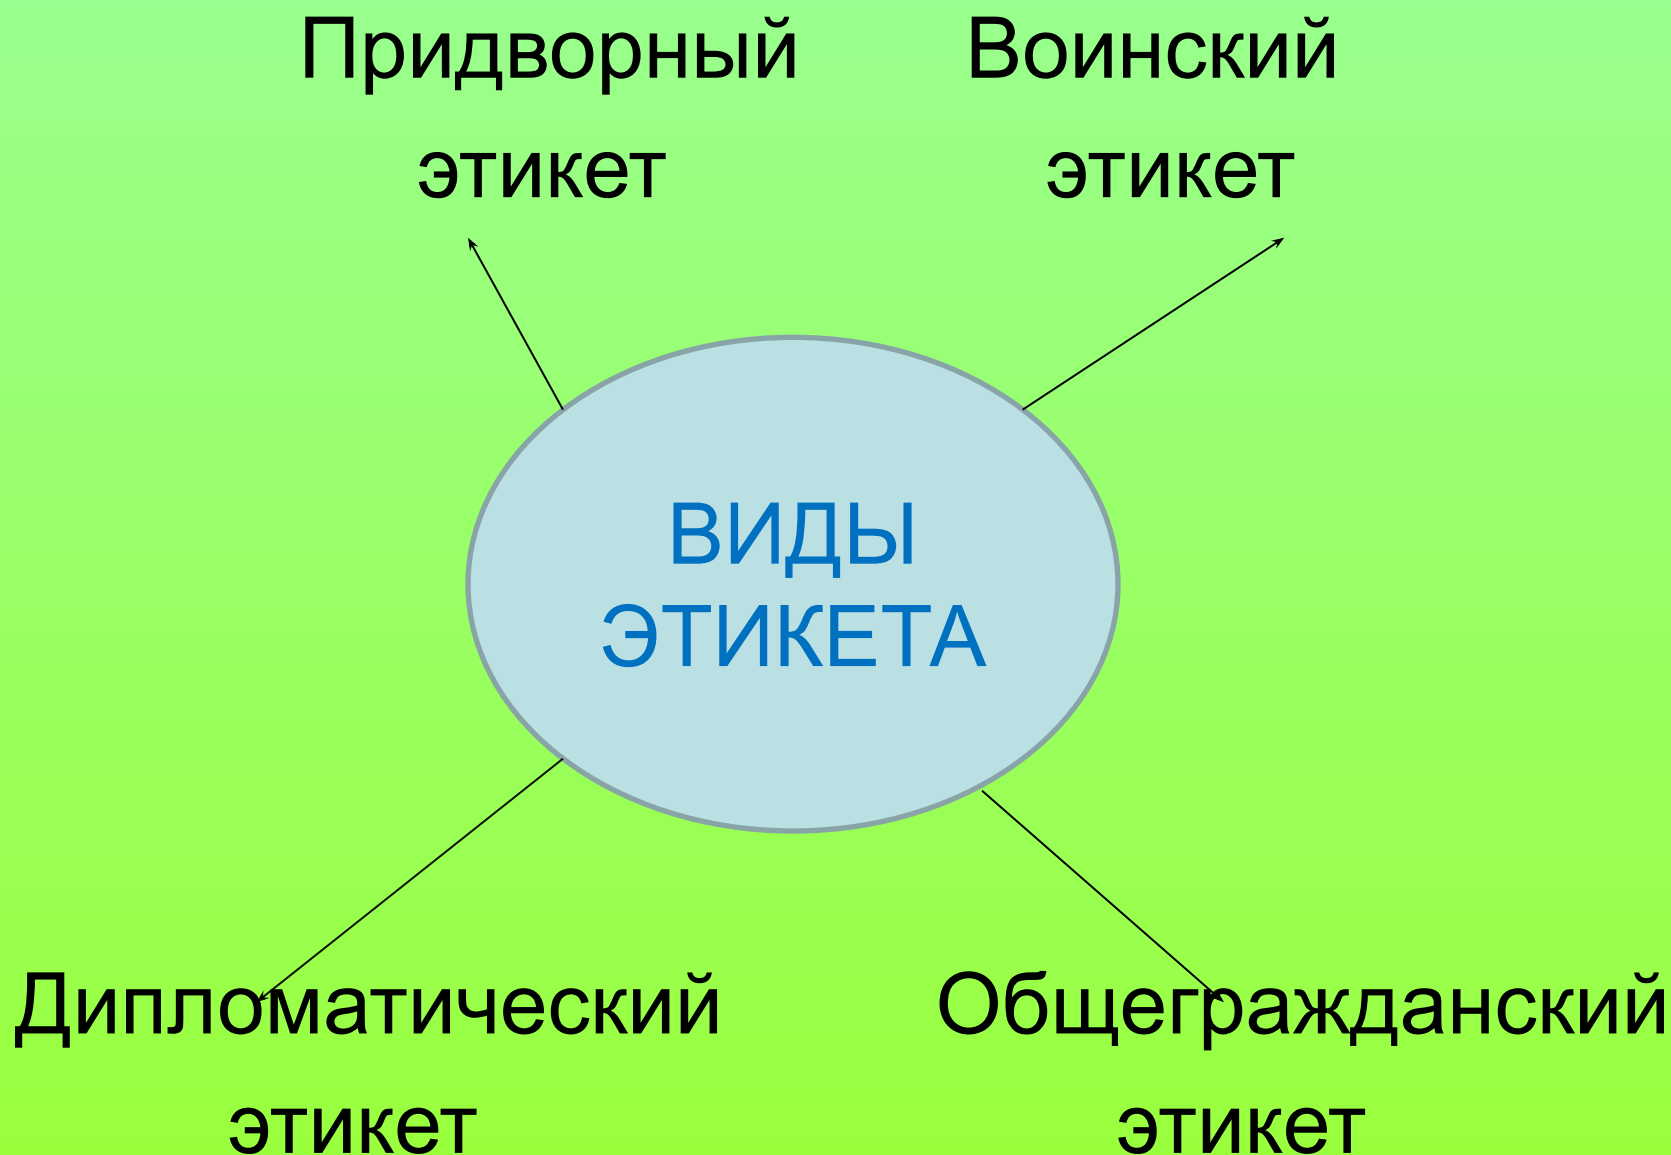 Придворный
этикет
Воинский
этикет
ВИДЫ
ЭТИКЕТА
Дипломатический
этикет
Общегражданский
этикет